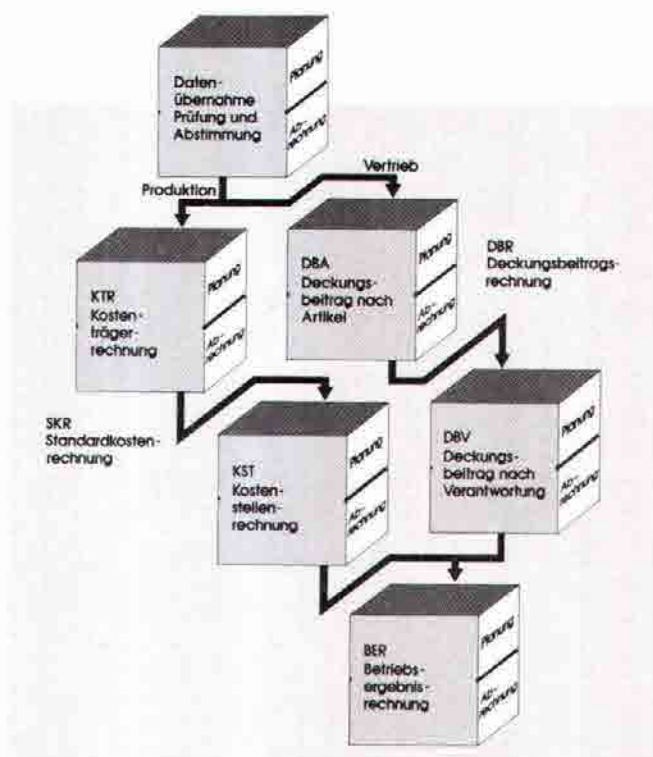 Daten-
übernahme
Prüfung und
Abstimmung
Planung
Ab-
rechnung
Produktion
Vertrieb
KTR
Kosten-
träger-
rechnung
Planung
Ab-
rechnung
DBA
Deckungs-
beitrag nach
Artikel
Planung
Ab-
rechnung
DBR
Deckungsbeitrags-
rechnung
SKR
Standardkosten-
rechnung
KST
Kosten-
stellen-
rechnung
Planung
Ab-
rechnung
DBV
Deckungs-
beitrag nach
Verantwortung
Planung
Ab-
rechnung
BER
Betriebs-
ergebnis-
rechnung
Planung
Ab-
rechnung